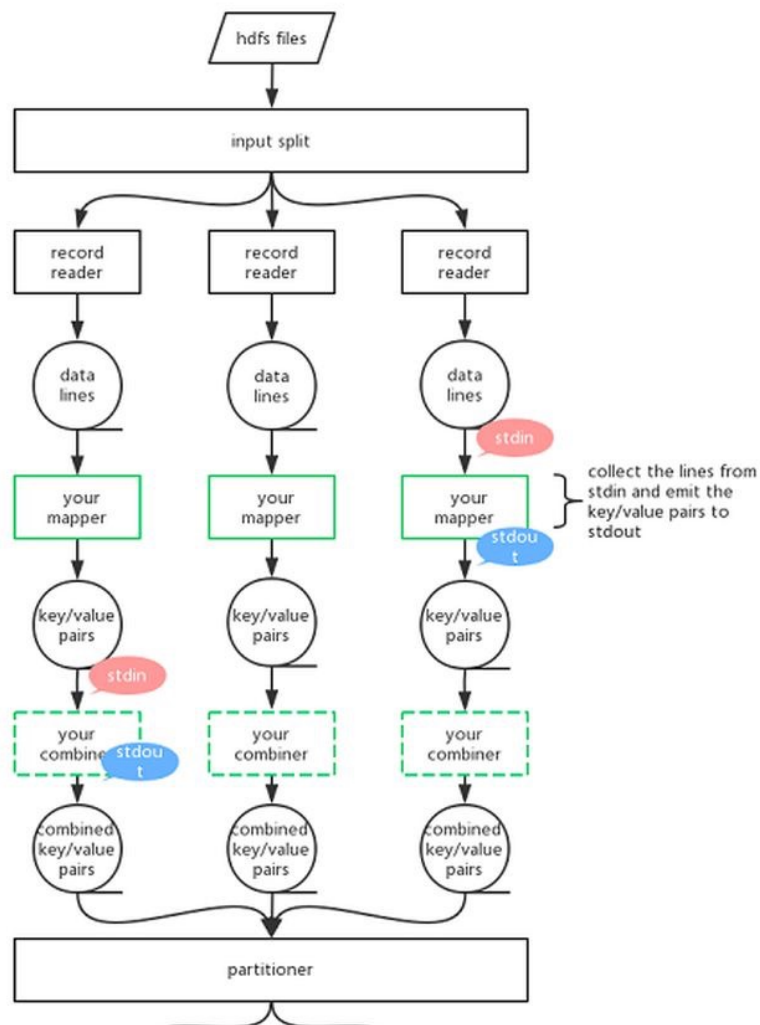 hdfs files
input split
record
reader
record
reader
record
reader
data
lines
data
lines
data
lines
stdin
your
mapper
your
mapper
your
mapper
stdou
t
collect the lines from
stdin and emit the
key/value pairs to
stdout
key/value
pairs
key/value
pairs
key/value
pairs
stdin
your
combine
stdou
t
your
combiner
your
combiner
combined
key/value
pairs
combined
key/value
pairs
combined
key/value
pairs
partitioner